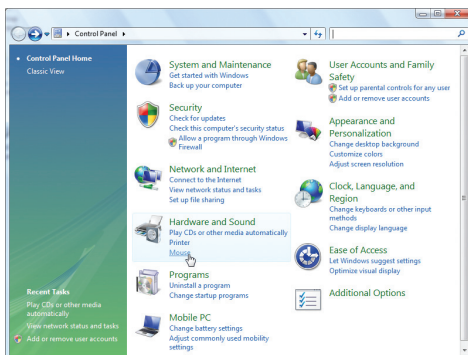 Control Panel
Control Panel Home
Classic View
System and Maintenance
Get started with Windows
Back up your computer
Security
Check for updates
Check this computer's security status
Allow a program through Windows
Firewall
Network and Internet
Connect to the Internet
View network status and tasks
Set up file sharing
Hardware and Sound
Play CDs or other media automatically
Printer
Mouse
Programs
Uninstall a program
Change startup programs
Mobile PC
Change battery settings
Adjust commonly used mobility
settings
User Accounts and Family
Safety
Set up parental controls for any user
Add or remove user accounts
Appearance and
Personalization
Change desktop background
Customize colors
Adjust screen resolution
Clock, Language, and
Region
Change keyboards or other input
methods
Change display language
Ease of Access
Let Windows suggest settings
Optimize visual display
Additional Options
Recent Tasks
Play CDs or other media
automatically
View network status and tasks
Add or remove user accounts